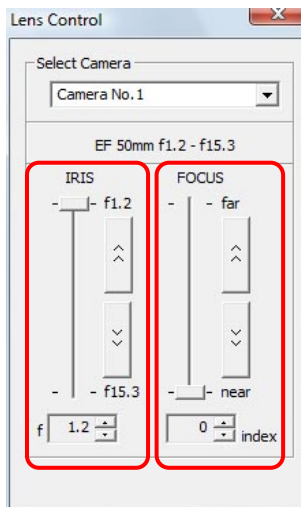 Lens Control
Select Camera
Camera No.1
EF 50mm f1.2 - f15.3
IRIS FOCUS
f1.2 far
f15.3 near
f 1.2 0 index